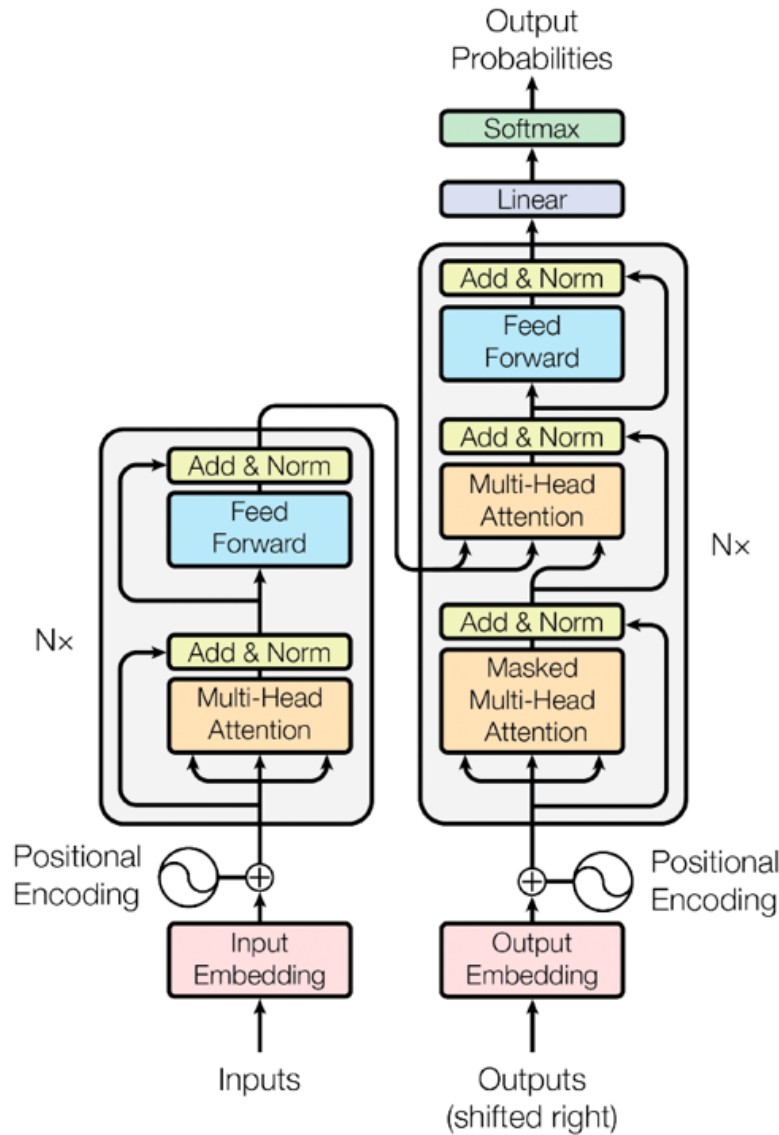 Output
Probabilities
Softmax
Linear
Add & Norm
Feed
Forward
Add & Norm
Multi-Head
Attention
Nx
Add & Norm
Masked
Multi-Head
Attention
Positional
Encoding
Output
Embedding
Outputs
(shifted right)
Add & Norm
Feed
Forward
Nx
Add & Norm
Multi-Head
Attention
Positional
Encoding
Input
Embedding
Inputs